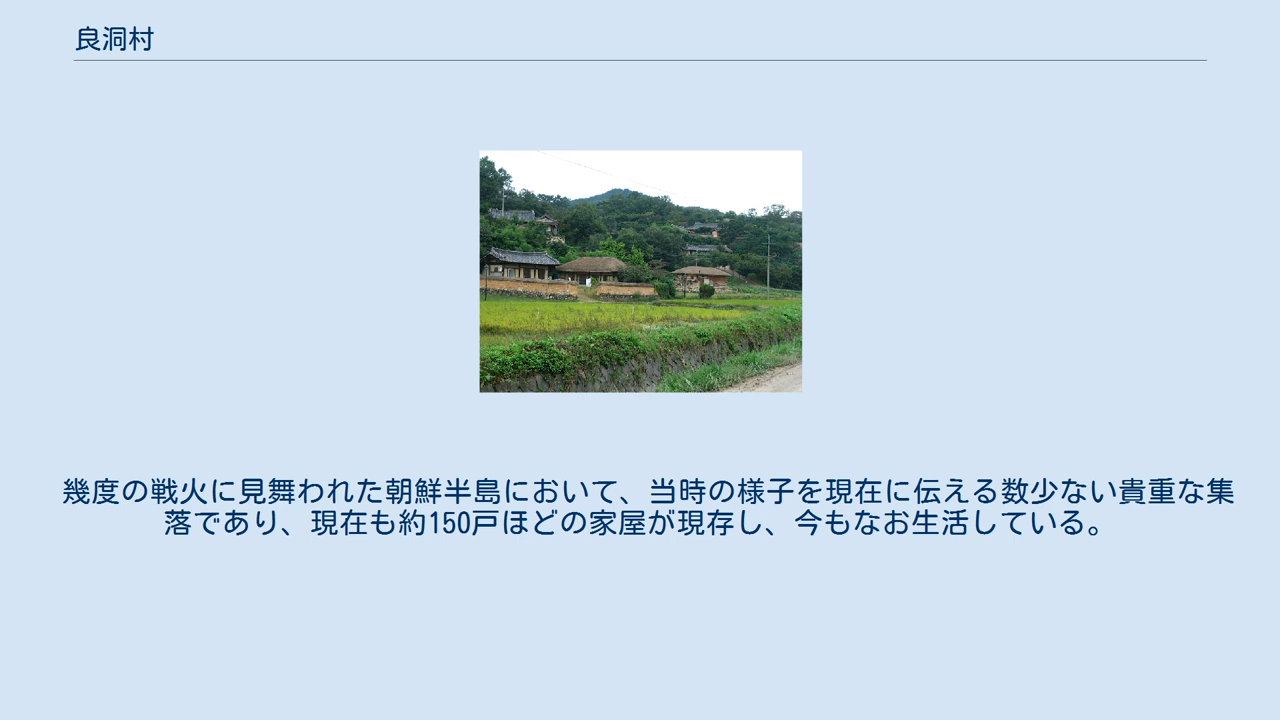 良洞村
幾度の戦火に見舞われた朝鮮半島において、当時の様子を現在に伝える数少ない貴重な集
落であり、現在も約150戸ほどの家屋が現存し、今もなお生活している。